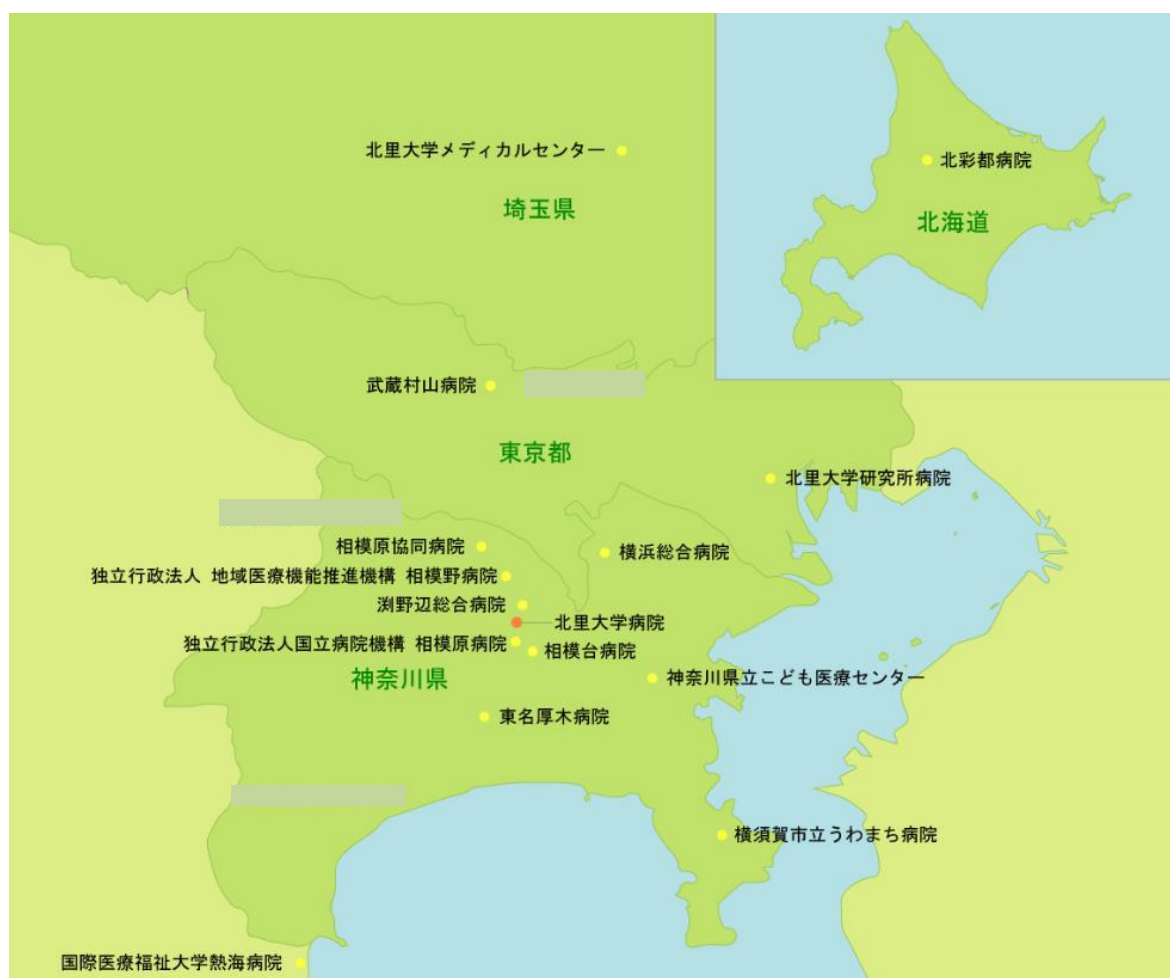 北里大学メディカルセンター
埼玉県
北彩都病院
北海道
武蔵村山病院
東京都
北里大学研究所病院
相模原協同病院
横浜総合病院
独立行政法人 地域医療機能推進機構 相模野病院
渕野辺総合病院
北里大学病院
独立行政法人国立病院機構 相模原病院
相模台病院
神奈川県
神奈川県立こども医療センター
東名厚木病院
横須賀市立うわまち病院
国際医療福祉大学熱海病院